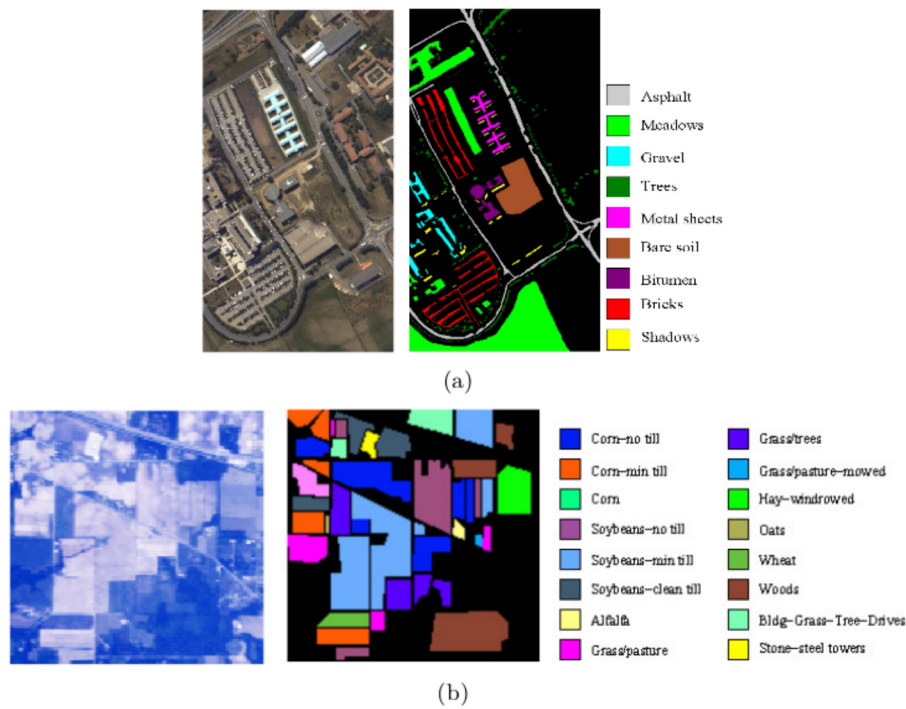 Asphalt
Meadows
Gravel
Trees
Metal sheets
Bare soil
Bitumen
Bricks
Shadows
(a)
Corn-no till
Corn-min till
Corn
Soybeans-no till
Soybeans-min till
Soybeans-clean till
Alfalfa
Grass/pasture
Grass/trees
Grass/pasture-mowed
Hay-windrowed
Oats
Wheat
Woods
Bldg-Grass-Tree-Drives
Stone-steel towers
(b)